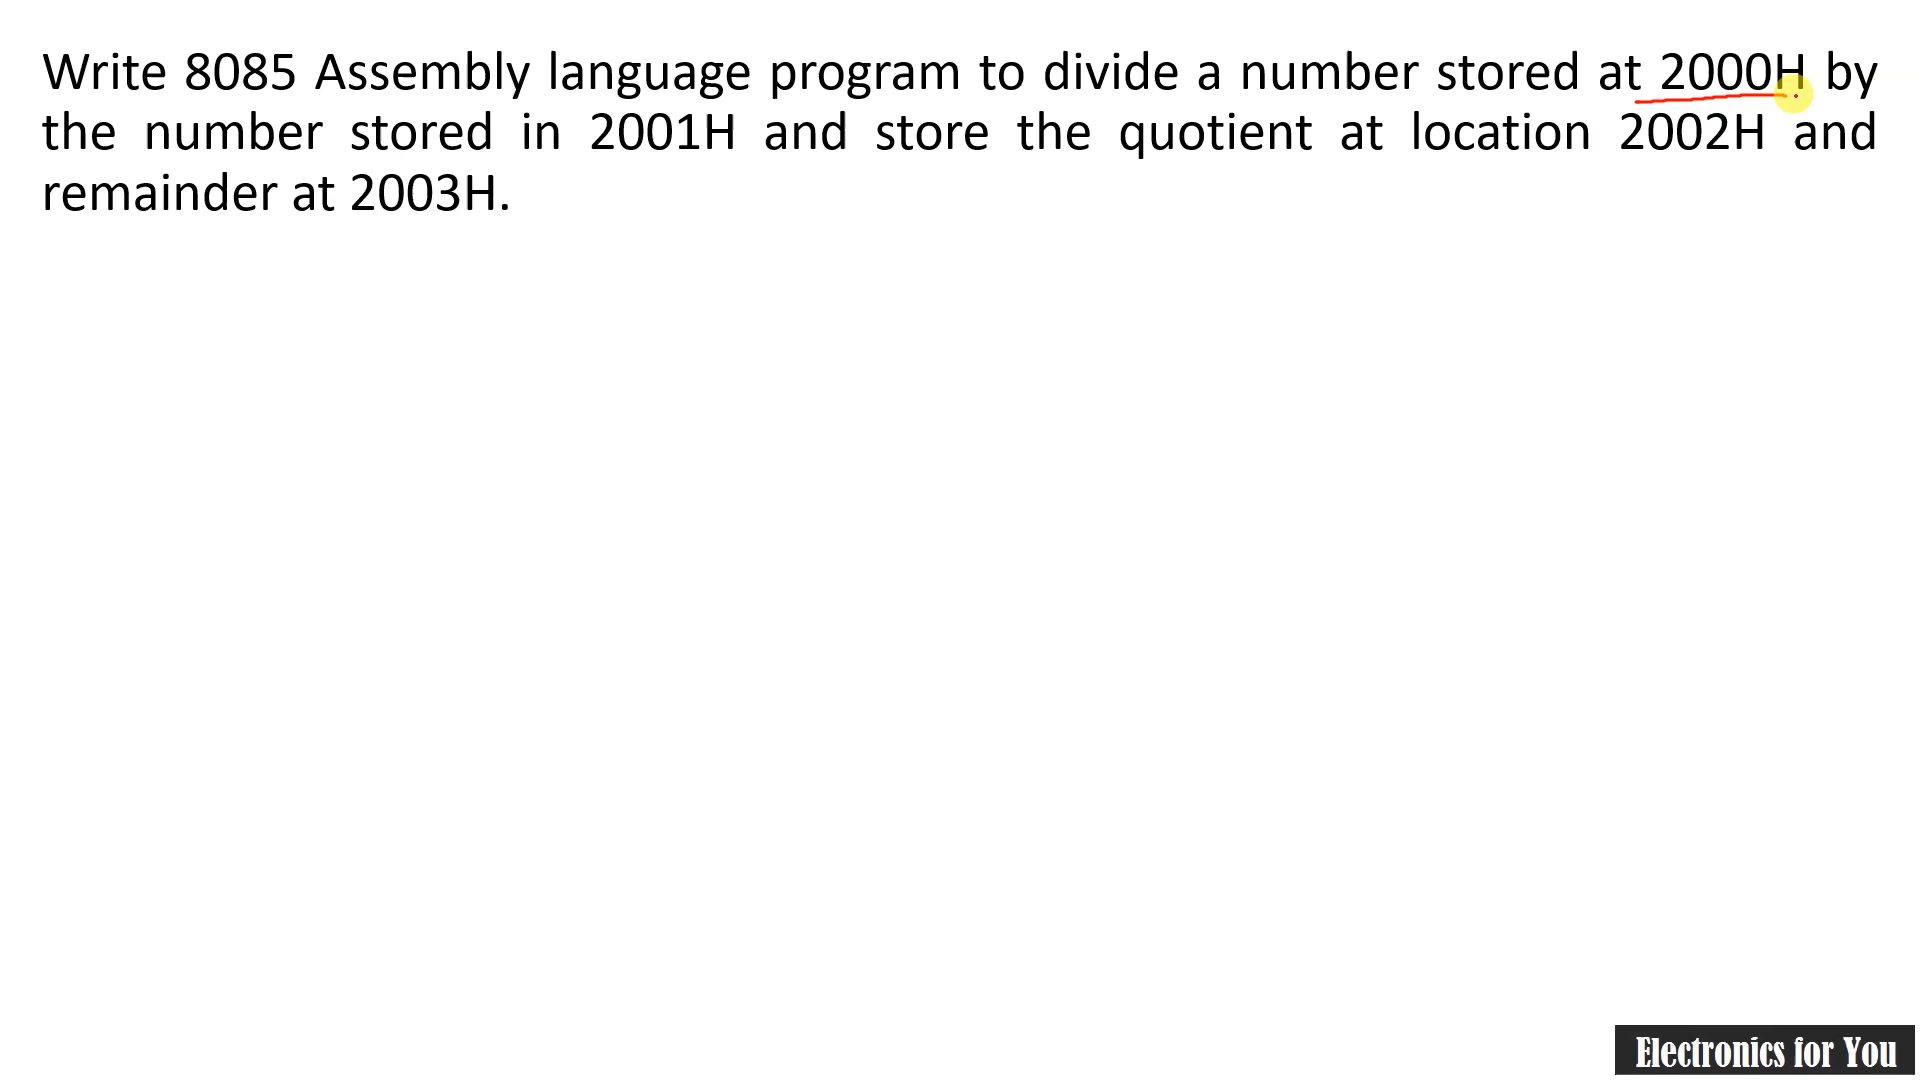 Write 8085 Assembly language program to divide a number stored at 2000H by
the number stored in 2001H and store the quotient at location 2002H and
remainder at 2003H.
Electronics for You